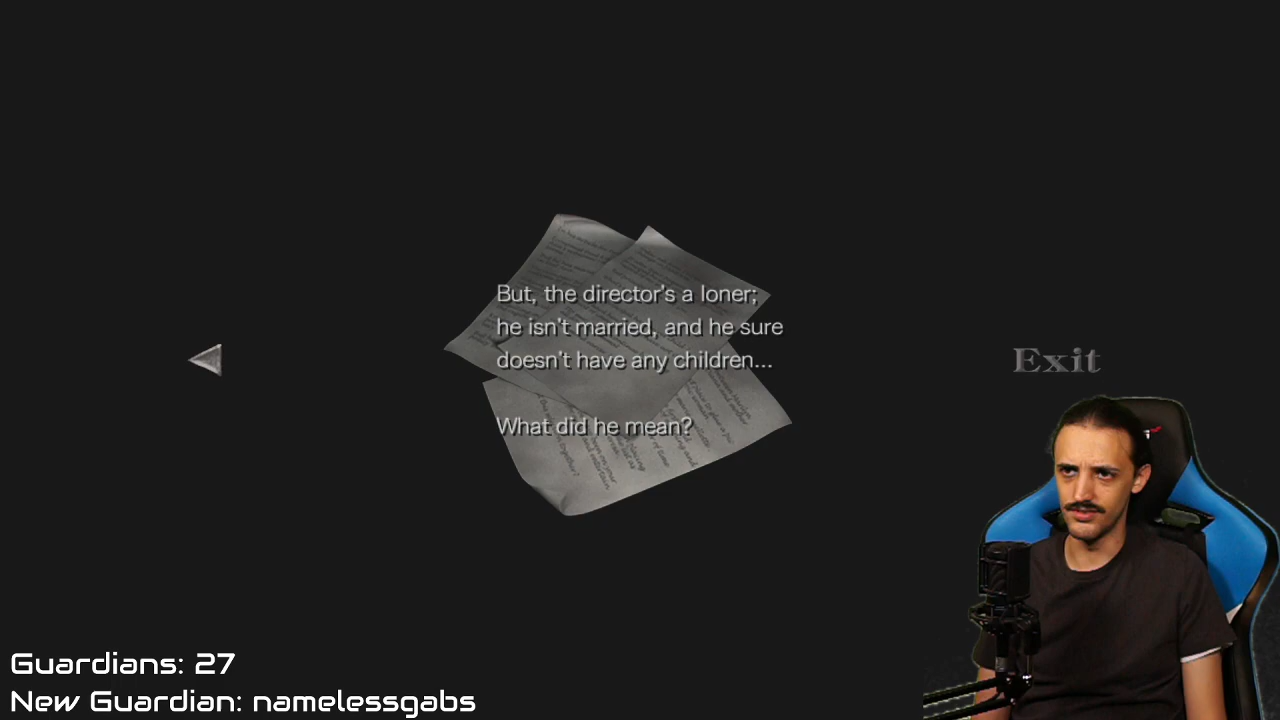 But, the director's a loner;
he isn't married, and he sure
doesn't have any children...
What did he mean?
Exit
Guardians: 27
New Guardian: namelessgabs